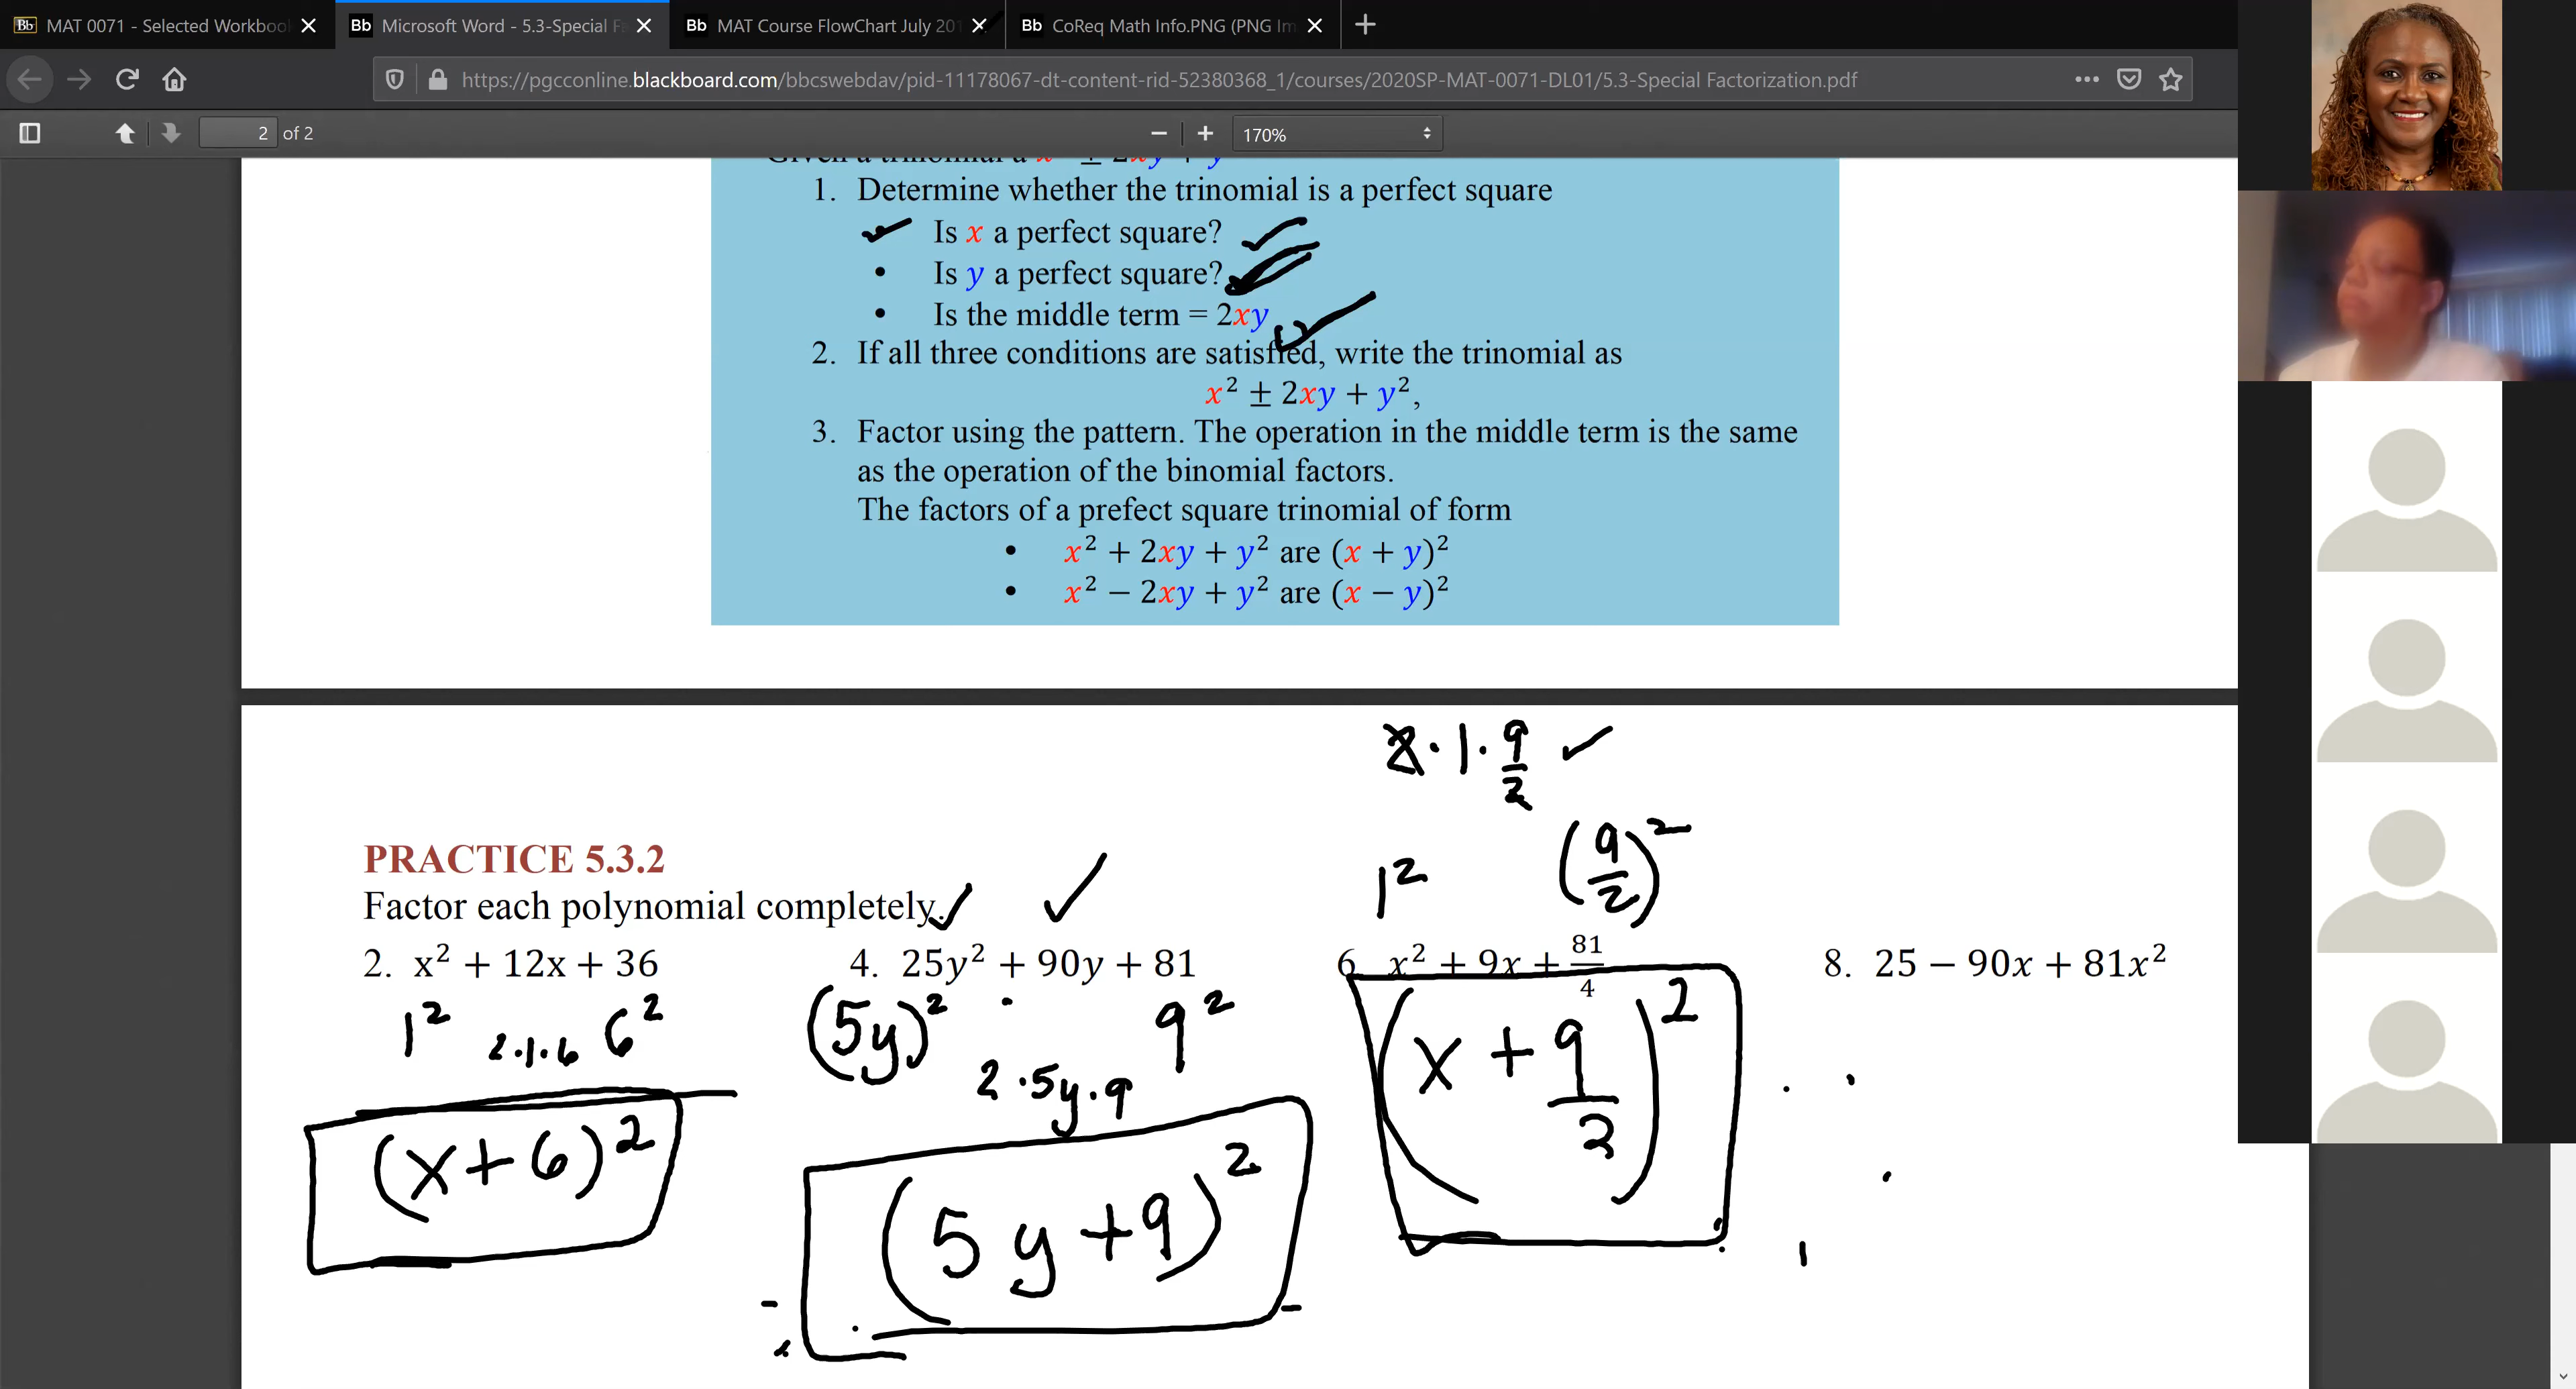 MAT 0071 - Selected Workbook
Microsoft Word - 5.3-Special Fa
MAT Course FlowChart July 201
CoReq Math Info.PNG (PNG Im
https://pgcconline.blackboard.com/bbcswebdav/pid-11178067-dt-content-rid-52380368_1/courses/2020SP-MAT-0071-DL01/5.3-Special Factorization.pdf
2 of 2
170%
1. Determine whether the trinomial is a perfect square
Is x a perfect square?
• Is y a perfect square?
• Is the middle term = 2xy
2. If all three conditions are satisfied, write the trinomial as
x² ± 2xy + y²,
3. Factor using the pattern. The operation in the middle term is the same
as the operation of the binomial factors.
The factors of a prefect square trinomial of form
• x² + 2xy + y² are (x + y)²
• x² − 2xy + y² are (x − y)²
2 · 1 · 9/2 ✓
1² (9/2)²
PRACTICE 5.3.2
Factor each polynomial completely.
2. x² + 12x + 36
4. 25y² + 90y + 81
6. x² + 9x + 81/4
8. 25 − 90x + 81x²
1² 2·1·6 6²
(5y)² 2·5y·9 9²
(x+6)²
(5y+9)²
(x+9/2)²